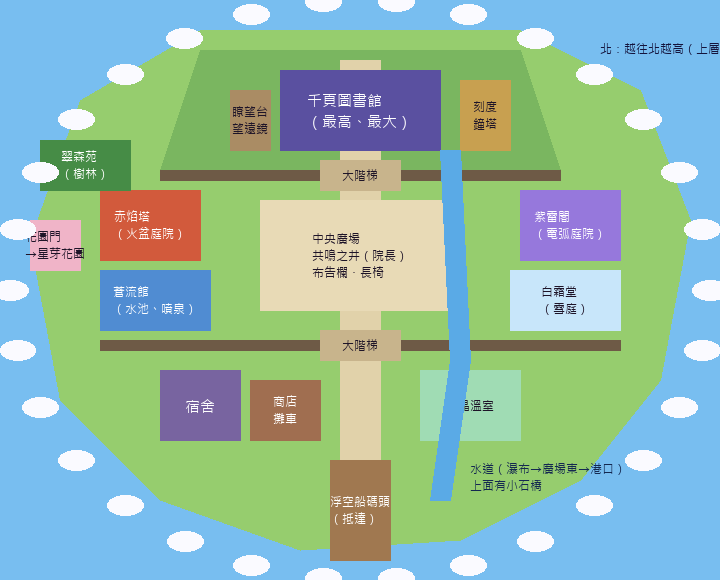 北：越往北越高（上層
千頁圖書館
（最高、最大）
瞭望台
望遠鏡
刻度
鐘塔
大階梯
翠森苑
（樹林）
赤焰塔
（火盆庭院）
紫雷閣
（電弧庭院）
花園門
→星芽花園
中央廣場
共鳴之井（院長）
布告欄·長椅
蒼流館
（水池、噴泉）
白霜堂
（雪庭）
大階梯
宿舍
商店
攤車
溫室
水道（瀑布→廣場東→港口）
上面有小石橋
浮空船碼頭
（抵達）